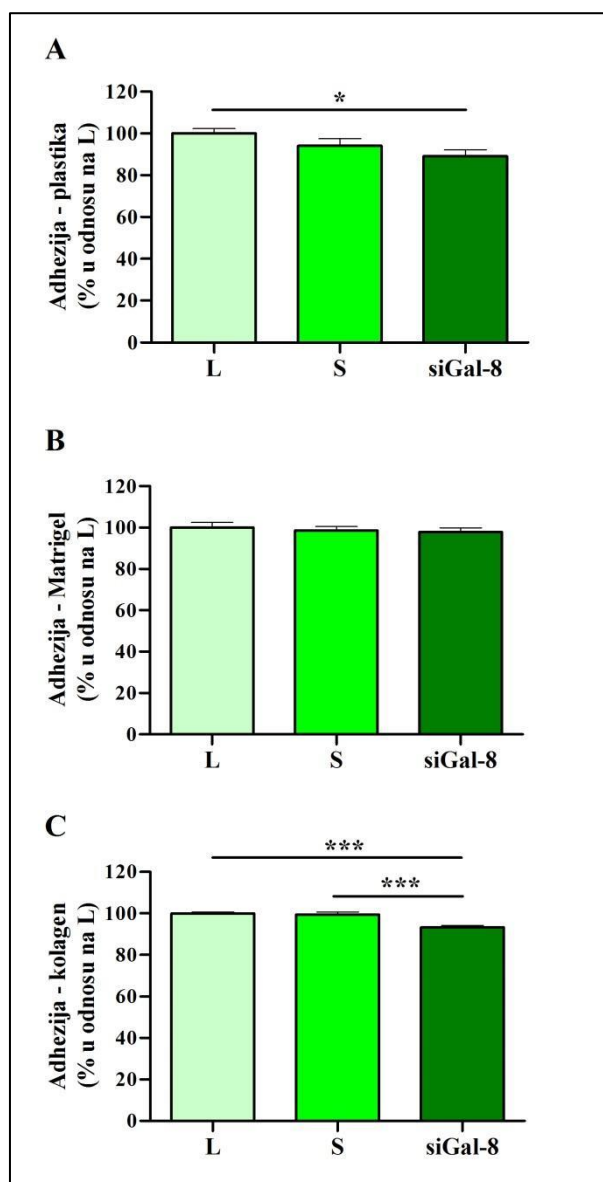 A
*
120
100
80
60
40
20
0
Adhezija - plastika
(% u odnosu na L)
L S siGal-8
B
120
100
80
60
40
20
0
Adhezija - Matrigel
(% u odnosu na L)
L S siGal-8
C
***
***
120
100
80
60
40
20
0
Adhezija - kolagen
(% u odnosu na L)
L S siGal-8